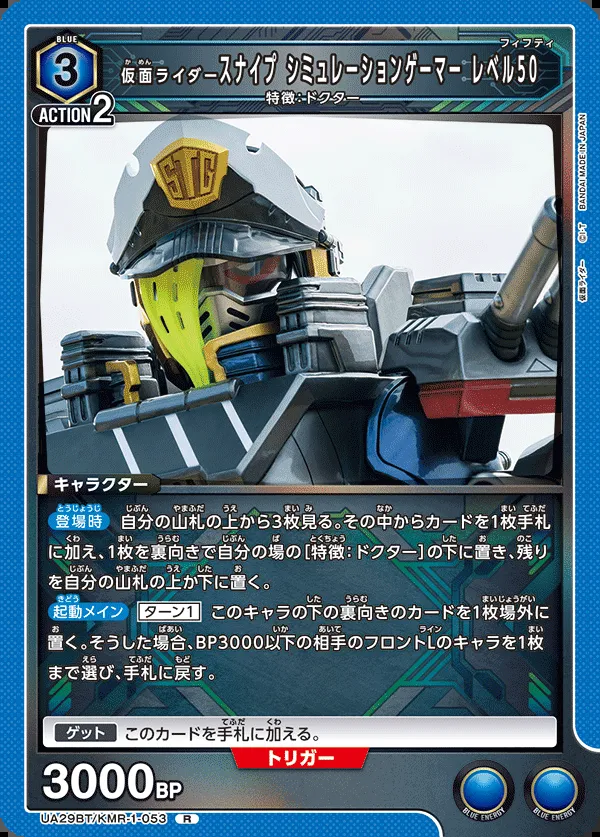 BLUE
3
ACTION2
かめん
フィフティ
仮面ライダースナイプ シミュレーションゲーマー レベル50
特徴:ドクター
STG
キャラクター
登場時 自分の山札の上から3枚見る。その中からカードを1枚手札
に加え、1枚を裏向きで自分の場の[特徴:ドクター]の下に置き、残り
を自分の山札の上か下に置く。
起動メイン ターン1 このキャラの下の裏向きのカードを1枚場外に
置く。そうした場合、BP3000以下の相手のフロントLのキャラを1枚
まで選び、手札に戻す。
ゲット このカードを手札に加える。
トリガー
3000BP
BLUE ENERGY
BLUE ENERGY
UA29BT/KMR-1-053 R
仮面ライダー ©I・T BANDAI MADE IN JAPAN